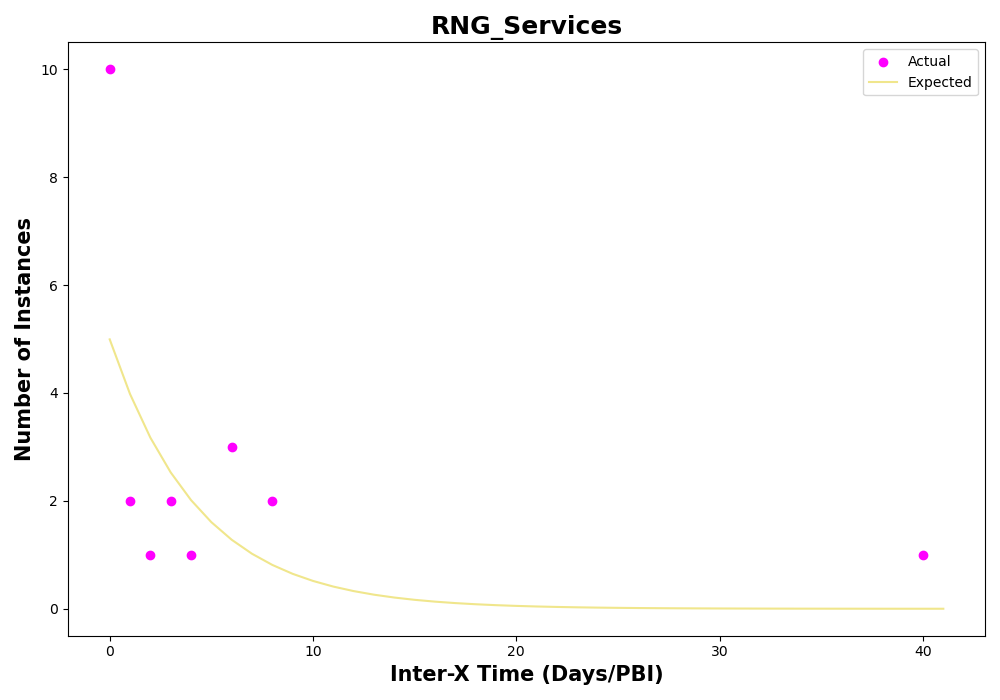 RNG_Services
Actual
Expected
10
8
6
4
2
0
Number of Instances
0 10 20 30 40
Inter-X Time (Days/PBI)